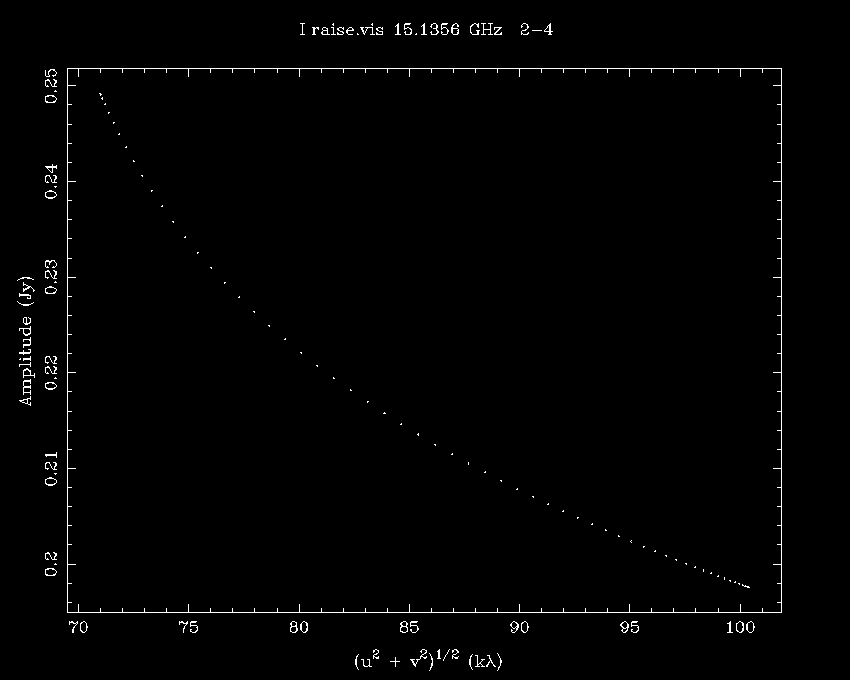 I raise.vis 15.1356 GHz 2−4
0.25
0.24
0.23
0.22
0.21
0.2
Amplitude (Jy)
70 75 80 85 90 95 100
(u² + v²)¹/² (kλ)